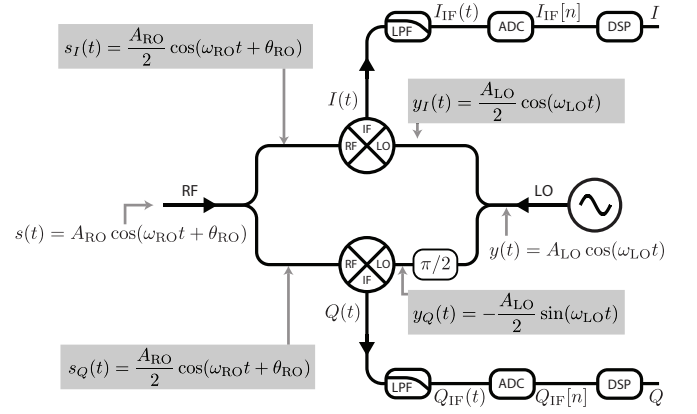 I_IF(t) I_IF[n] I
LPF ADC DSP
s_I(t) = A_RO/2 cos(ω_RO t + θ_RO)
I(t)
y_I(t) = A_LO/2 cos(ω_LO t)
IF
RF LO
RF
LO
s(t) = A_RO cos(ω_RO t + θ_RO)
y(t) = A_LO cos(ω_LO t)
RF LO
IF
π/2
Q(t)
y_Q(t) = −A_LO/2 sin(ω_LO t)
s_Q(t) = A_RO/2 cos(ω_RO t + θ_RO)
LPF ADC DSP
Q_IF(t) Q_IF[n] Q